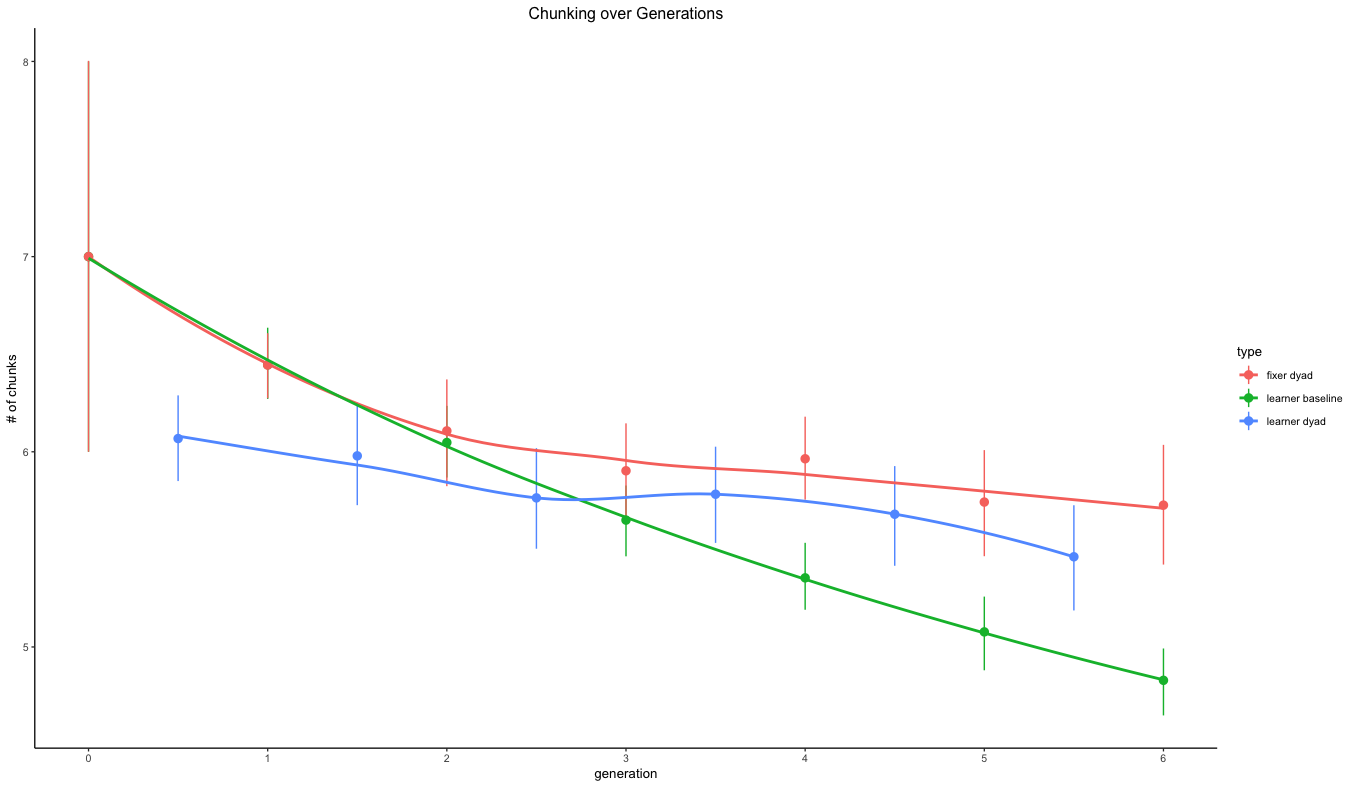 Chunking over Generations
# of chunks
8
7
6
5
0 1 2 3 4 5 6
generation
type
fixer dyad
learner baseline
learner dyad